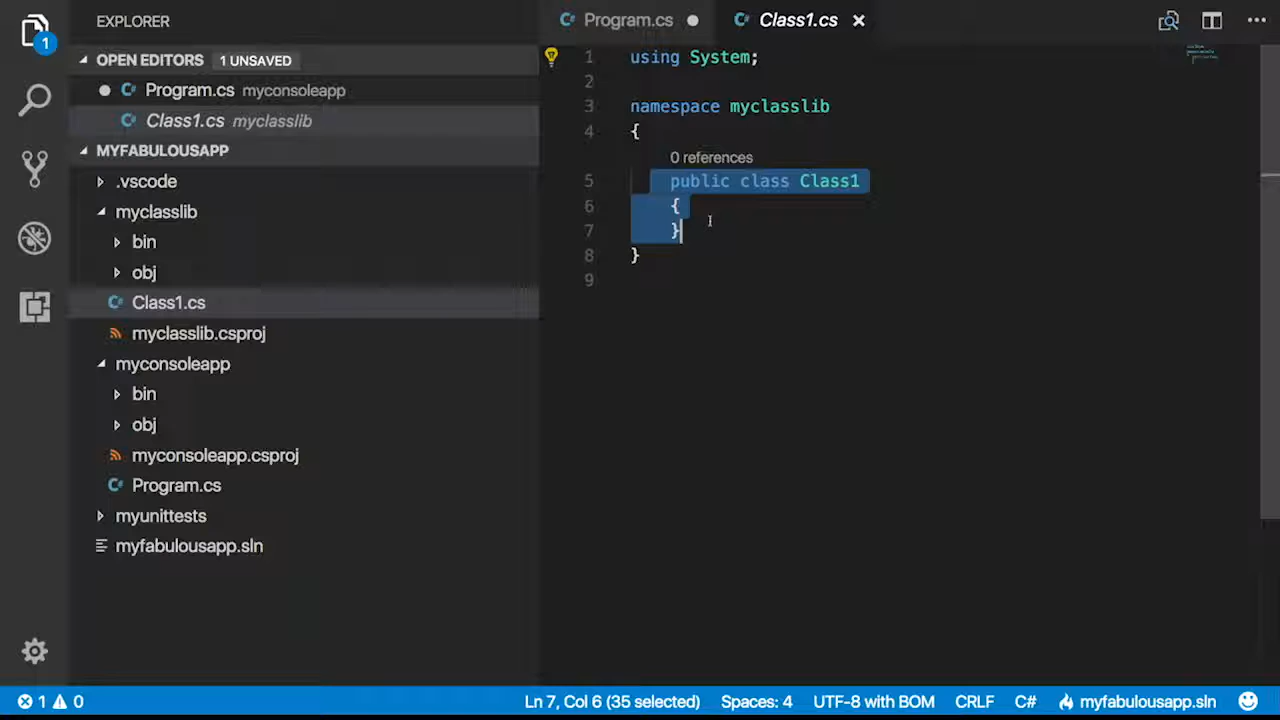 EXPLORER
OPEN EDITORS 1 UNSAVED
Program.cs myconsoleapp
Class1.cs myclasslib
MYFABULOUSAPP
.vscode
myclasslib
bin
obj
Class1.cs
myclasslib.csproj
myconsoleapp
bin
obj
myconsoleapp.csproj
Program.cs
myunittests
myfabulousapp.sln
1
Program.cs
Class1.cs
1 using System;
2
3 namespace myclasslib
4 {
0 references
5 public class Class1
6 {
7 }
8 }
9
1 0
Ln 7, Col 6 (35 selected) Spaces: 4 UTF-8 with BOM CRLF C# myfabulousapp.sln